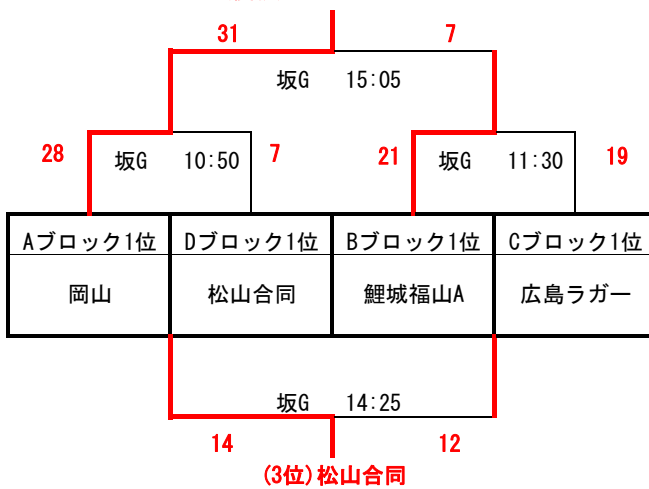 31 7
坂G 15:05
28 坂G 10:50 7 21 坂G 11:30 19
Aブロック1位 Dブロック1位 Bブロック1位 Cブロック1位
岡山 松山合同 鯉城福山A 広島ラガー
坂G 14:25
14 12
(3位)松山合同